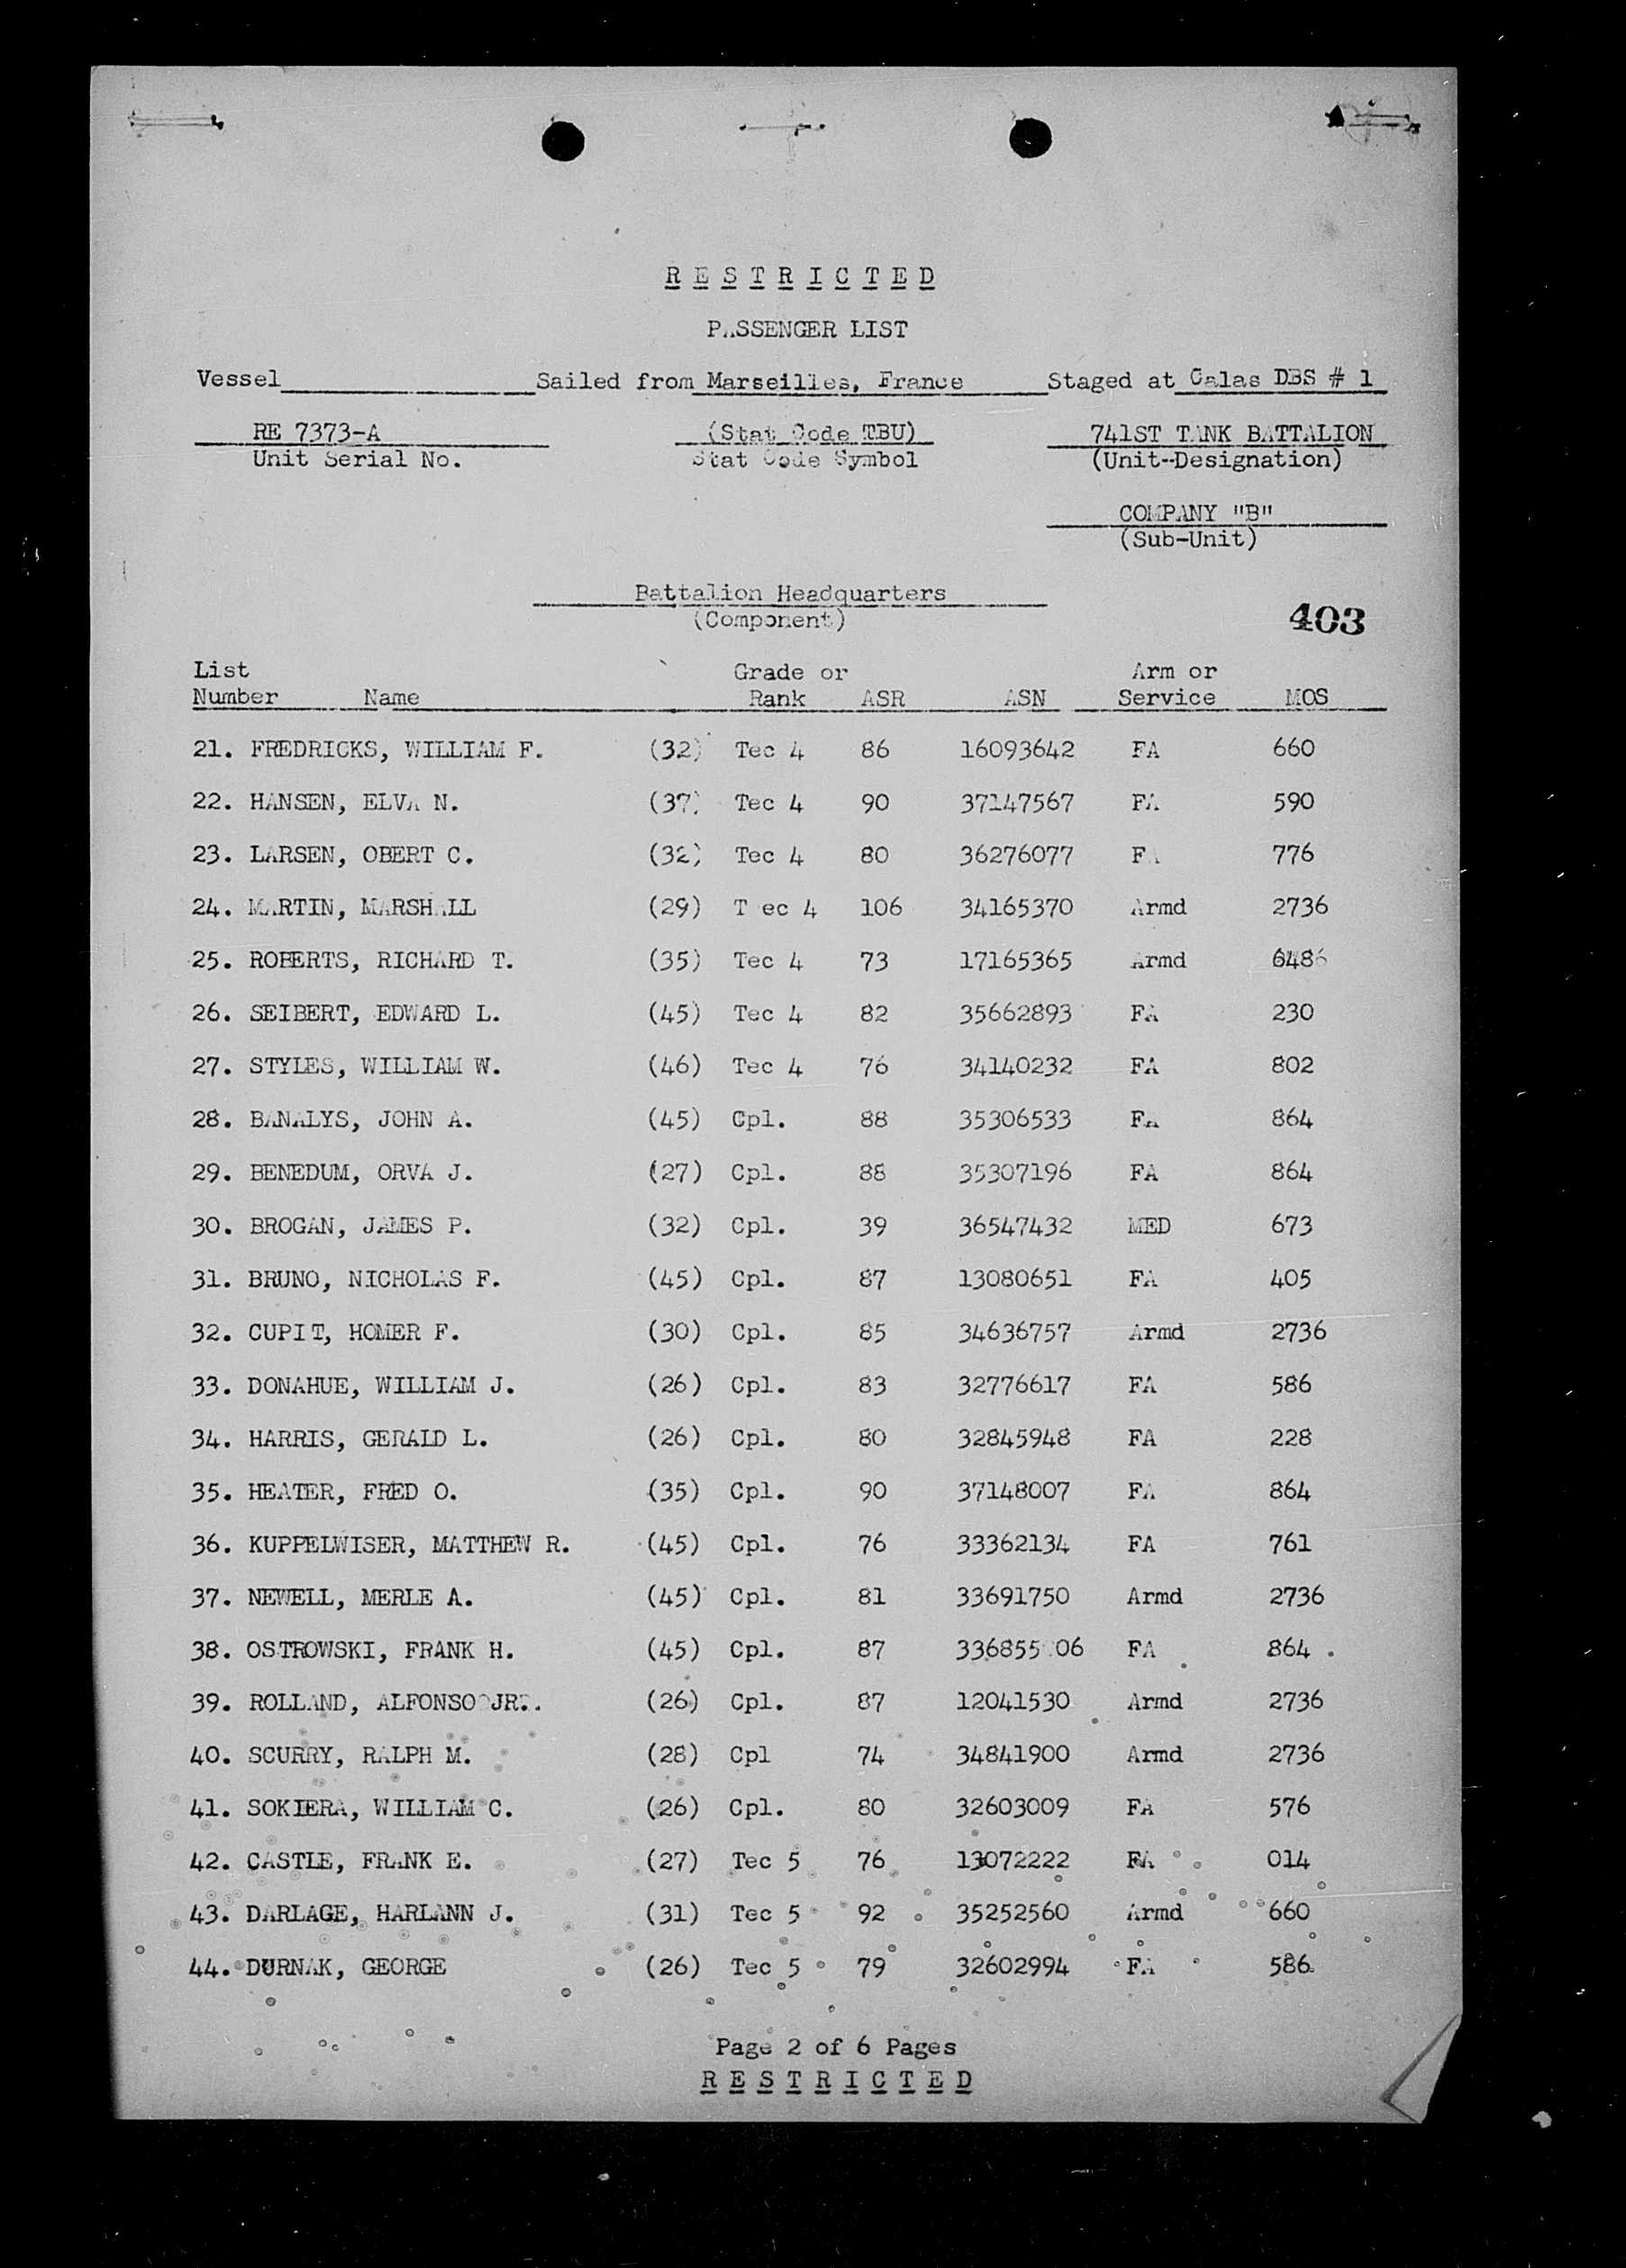 RESTRICTED
PASSENGER LIST
Vessel Sailed from Marseilles, France Staged at Calas DBS # 1
RE 7373-A (Stat Code TBU) 741ST TANK BATTALION
Unit Serial No. Stat Code Symbol (Unit--Designation)
COMPANY "B"
(Sub-Unit)
Battalion Headquarters
(Component)
403
List Grade or Arm or
Number Name Rank ASR ASN Service MOS
21. FREDRICKS, WILLIAM F. (32) Tec 4 86 16093642 FA 660
22. HANSEN, ELVA N. (37) Tec 4 90 37147567 FA 590
23. LARSEN, OBERT C. (32) Tec 4 80 36276077 FA 776
24. MARTIN, MARSHALL (29) T ec 4 106 34165370 Armd 2736
25. ROBERTS, RICHARD T. (35) Tec 4 73 17165365 Armd
26. SEIBERT, EDWARD L. (45) Tec 4 82 35662893 FA 230
27. STYLES, WILLIAM W. (46) Tec 4 76 34140232 FA 802
28. BANALYS, JOHN A. (45) Cpl. 88 35306533 FA 864
29. BENEDUM, ORVA J. (27) Cpl. 88 35307196 FA 864
30. BROGAN, JAMES P. (32) Cpl. 39 36547432 MED 673
31. BRUNO, NICHOLAS F. (45) Cpl. 87 13080651 FA 405
32. CUPIT, HOMER F. (30) Cpl. 85 34636757 Armd 2736
33. DONAHUE, WILLIAM J. (26) Cpl. 83 32776617 FA 586
34. HARRIS, GERALD L. (26) Cpl. 80 32845948 FA 228
35. HEATER, FRED O. (35) Cpl. 90 37148007 FA 864
36. KUPPELWISER, MATTHEW R. (45) Cpl. 76 33362134 FA 761
37. NEWELL, MERLE A. (45) Cpl. 81 33691750 Armd 2736
38. OSTROWSKI, FRANK H. (45) Cpl. 87 336855 06 FA 864 .
39. ROLLAND, ALFONSO JR. (26) Cpl. 87 12041530 Armd 2736
40. SCURRY, RALPH M. (28) Cpl 74 34841900 Armd 2736
41. SOKIERA, WILLIAM C. (26) Cpl. 80 32603009 FA 576
42. CASTLE, FRANK E. (27) Tec 5 76 13072222 FA 014
43. DARLAGE, HARLANN J. (31) Tec 5 92 35252560 Armd 660
44. DURNAK, GEORGE (26) Tec 5 79 32602994 FA 586
Page 2 of 6 Pages
RESTRICTED